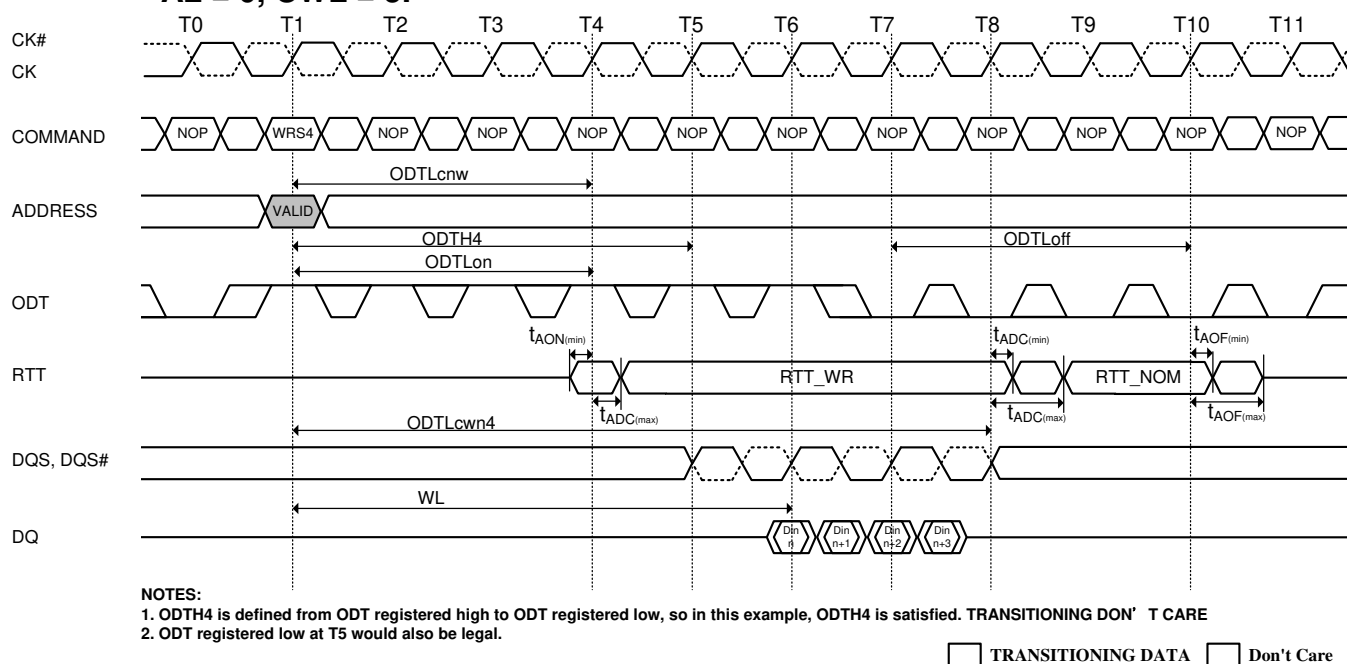 T0 T1 T2 T3 T4 T5 T6 T7 T8 T9 T10 T11
CK#
CK
COMMAND NOP WRS4 NOP NOP NOP NOP NOP NOP NOP NOP NOP NOP
ODTLcnw
ADDRESS VALID
ODTH4 ODTLoff
ODTLon
ODT
tAON(min) tADC(min) tAOF(min)
RTT RTT_WR RTT_NOM
tADC(max) tADC(max) tAOF(max)
ODTLcwn4
DQS, DQS#
WL
DQ Din n Din n+1 Din n+2 Din n+3
NOTES:
1. ODTH4 is defined from ODT registered high to ODT registered low, so in this example, ODTH4 is satisfied. TRANSITIONING DON' T CARE
2. ODT registered low at T5 would also be legal.
TRANSITIONING DATA Don't Care